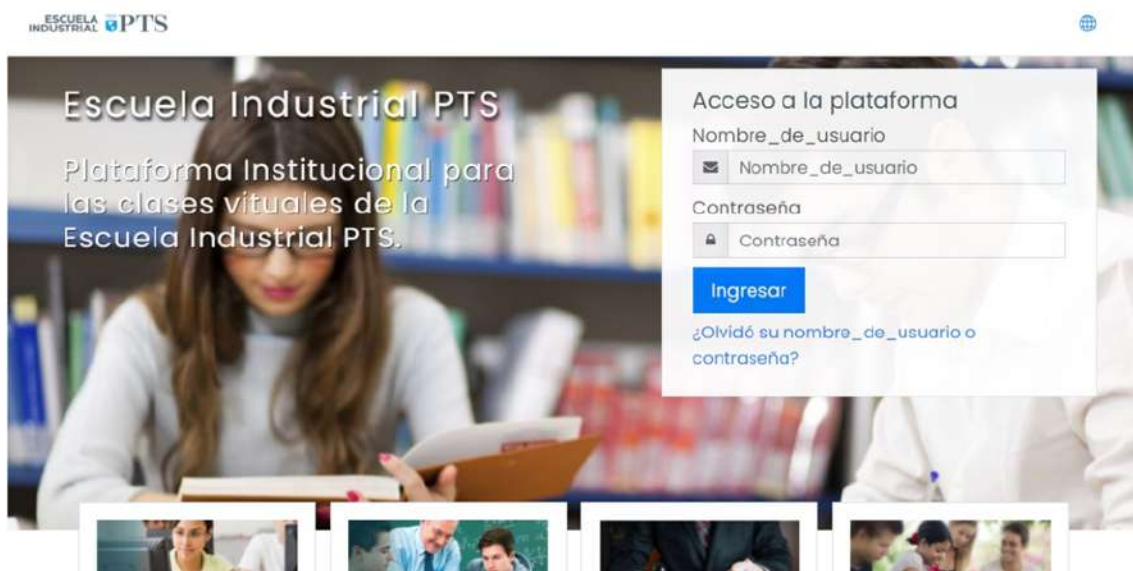 ESCUELA
INDUSTRIAL PTS
Escuela Industrial PTS
Plataforma Institucional para
las clases vituales de la
Escuela Industrial PTS.
Acceso a la plataforma
Nombre_de_usuario
Nombre_de_usuario
Contraseña
Contraseña
Ingresar
¿Olvidó su nombre_de_usuario o
contraseña?